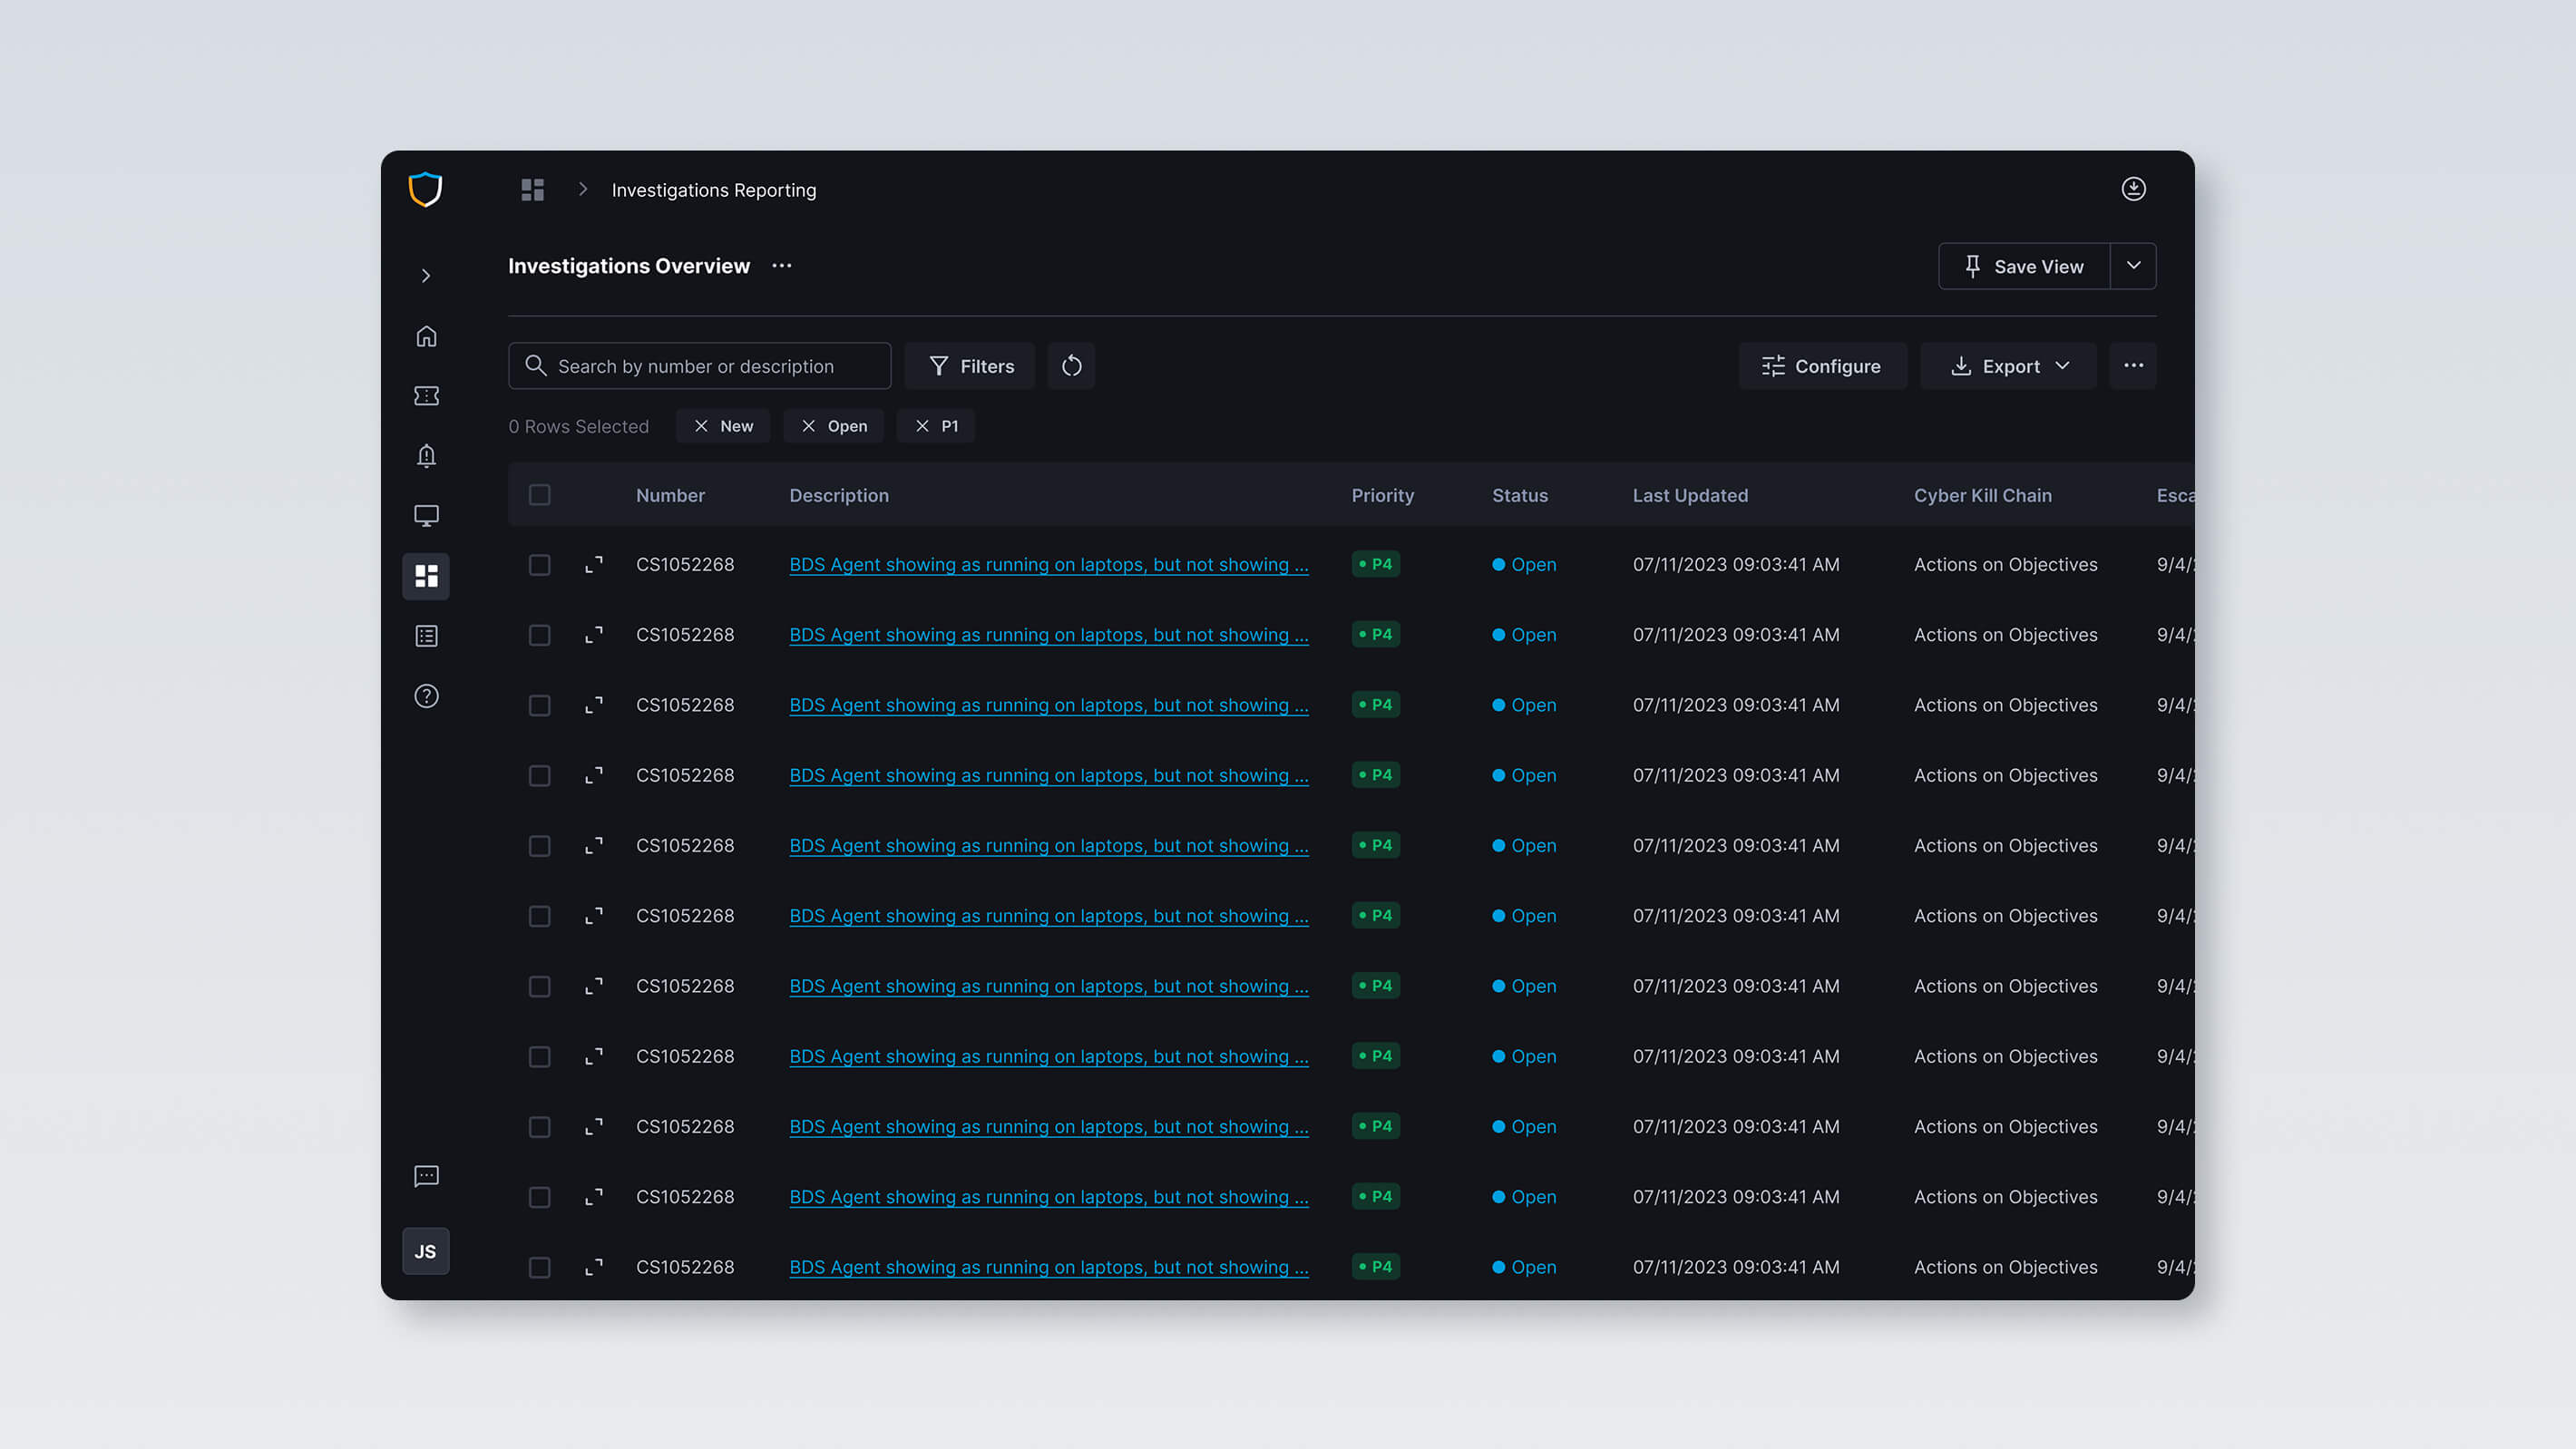 Investigations Reporting
Investigations Overview ...
Save View
Search by number or description Filters Configure Export
0 Rows Selected New Open P1
Number Description Priority Status Last Updated Cyber Kill Chain Esca
CS1052268 BDS Agent showing as running on laptops, but not showing ... P4 Open 07/11/2023 09:03:41 AM Actions on Objectives 9/4/
CS1052268 BDS Agent showing as running on laptops, but not showing ... P4 Open 07/11/2023 09:03:41 AM Actions on Objectives 9/4/
CS1052268 BDS Agent showing as running on laptops, but not showing ... P4 Open 07/11/2023 09:03:41 AM Actions on Objectives 9/4/
CS1052268 BDS Agent showing as running on laptops, but not showing ... P4 Open 07/11/2023 09:03:41 AM Actions on Objectives 9/4/
CS1052268 BDS Agent showing as running on laptops, but not showing ... P4 Open 07/11/2023 09:03:41 AM Actions on Objectives 9/4/
CS1052268 BDS Agent showing as running on laptops, but not showing ... P4 Open 07/11/2023 09:03:41 AM Actions on Objectives 9/4/
CS1052268 BDS Agent showing as running on laptops, but not showing ... P4 Open 07/11/2023 09:03:41 AM Actions on Objectives 9/4/
CS1052268 BDS Agent showing as running on laptops, but not showing ... P4 Open 07/11/2023 09:03:41 AM Actions on Objectives 9/4/
CS1052268 BDS Agent showing as running on laptops, but not showing ... P4 Open 07/11/2023 09:03:41 AM Actions on Objectives 9/4/
CS1052268 BDS Agent showing as running on laptops, but not showing ... P4 Open 07/11/2023 09:03:41 AM Actions on Objectives 9/4/
CS1052268 BDS Agent showing as running on laptops, but not showing ... P4 Open 07/11/2023 09:03:41 AM Actions on Objectives 9/4/
JS